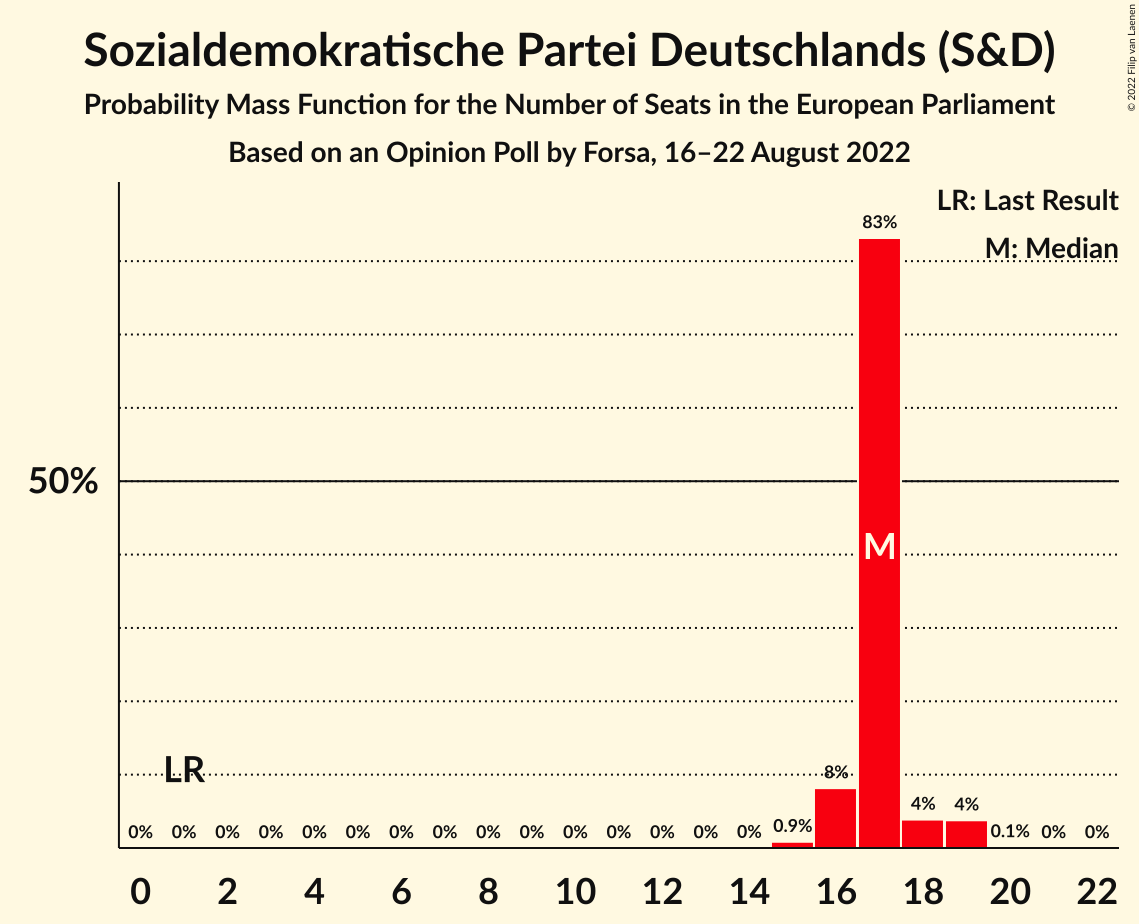 Sozialdemokratische Partei Deutschlands (S&D)
Probability Mass Function for the Number of Seats in the European Parliament
Based on an Opinion Poll by Forsa, 16–22 August 2022
© 2022 Filip van Laenen
LR: Last Result
M: Median
83%
50%
M
LR
8%
0% 0% 0% 0% 0% 0% 0% 0% 0% 0% 0% 0% 0% 0% 0% 0.9% 4% 4% 0.1% 0% 0%
0 2 4 6 8 10 12 14 16 18 20 22